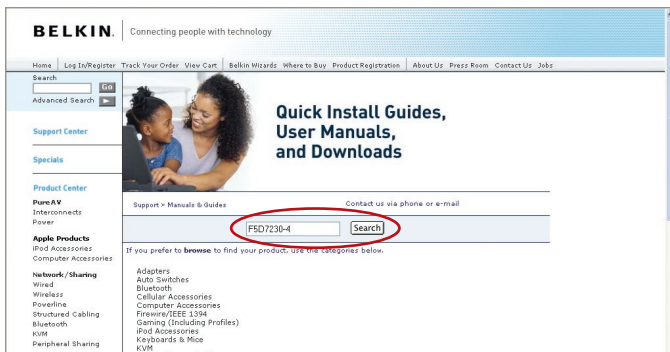 BELKIN. Connecting people with technology
Home Log In/Register Track Your Order View Cart Belkin Wizards Where to Buy Product Registration About Us Press Room Contact Us Jobs
Search
Go
Advanced Search
Support Center
Specials
Product Center
PureAV
Interconnects
Power
Apple Products
iPod Accessories
Computer Accessories
Network/Sharing
Wired
Wireless
Powerline
Structured Cabling
Bluetooth
KVM
Peripheral Sharing
Quick Install Guides,
User Manuals,
and Downloads
Support > Manuals & Guides Contact us via phone or e-mail
F5D7230-4 Search
If you prefer to browse to find your product, use the categories below.
Adapters
Auto Switches
Bluetooth
Cellular Accessories
Computer Accessories
Firewire/IEEE 1394
Gaming (Including Profiles)
iPod Accessories
Keyboards & Mice
KVM